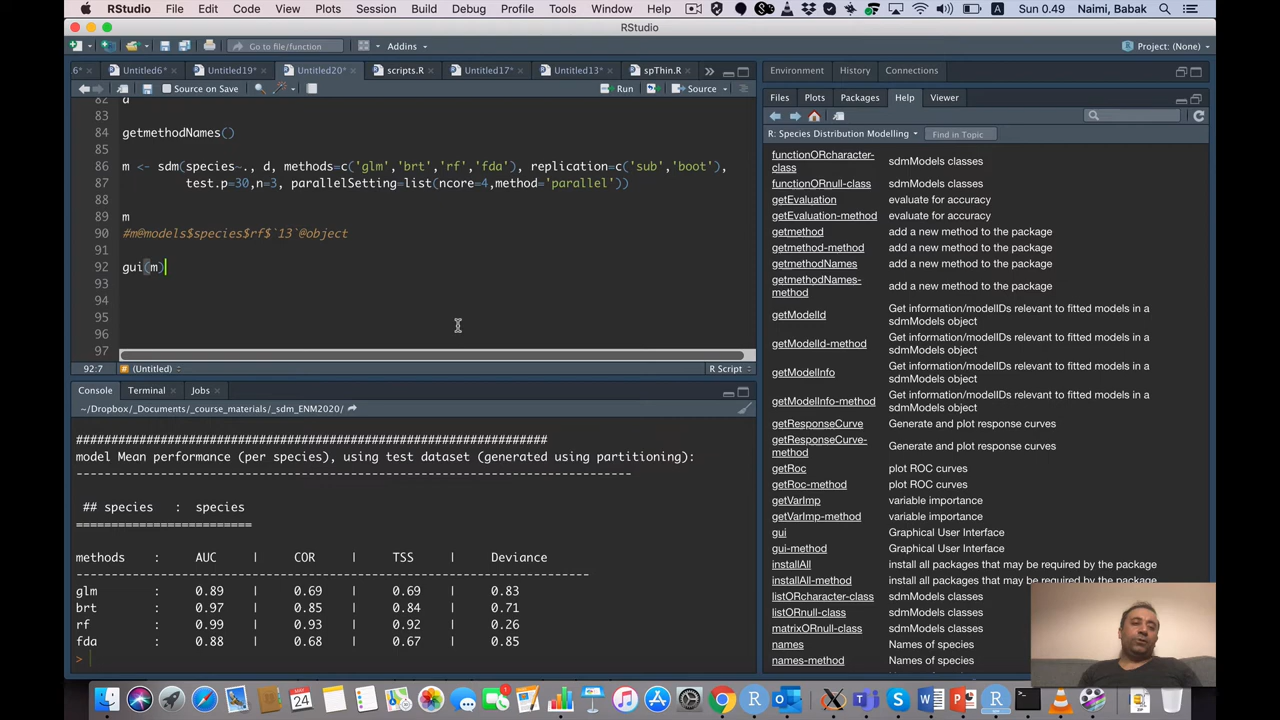 RStudio File Edit Code View Plots Session Build Debug Profile Tools Window Help Sun 0.49 Naimi, Babak
RStudio
Go to file/function Addins Project: (None)
6* Untitled6* Untitled19* Untitled20* scripts.R Untitled17* Untitled13* spThin.R
Source on Save Run Source
82 d
83
84 getmethodNames()
85
86 m <- sdm(species~., d, methods=c('glm','brt','rf','fda'), replication=c('sub','boot'),
87 test.p=30,n=3, parallelSetting=list(ncore=4,method='parallel'))
88
89 m
90 #m@models$species$rf$`13`@object
91
92 gui(m)
93
94
95
96
97
92:7 (Untitled) R Script
Console Terminal Jobs
~/Dropbox/_Documents/_course_materials/_sdm_ENM2020/
###################################################################
model Mean performance (per species), using test dataset (generated using partitioning):
-------------------------------------------------------------------------------
## species : species
=========================
methods : AUC | COR | TSS | Deviance
-------------------------------------------------------------------------
glm : 0.89 | 0.69 | 0.69 | 0.83
brt : 0.97 | 0.85 | 0.84 | 0.71
rf : 0.99 | 0.93 | 0.92 | 0.26
fda : 0.88 | 0.68 | 0.67 | 0.85
>
Environment History Connections
Files Plots Packages Help Viewer
R: Species Distribution Modelling Find in Topic
functionORcharacter-
class sdmModels classes
functionORnull-class sdmModels classes
getEvaluation evaluate for accuracy
getEvaluation-method evaluate for accuracy
getmethod add a new method to the package
getmethod-method add a new method to the package
getmethodNames add a new method to the package
getmethodNames-
method add a new method to the package
getModelId Get information/modelIDs relevant to fitted models in a
sdmModels object
getModelId-method Get information/modelIDs relevant to fitted models in a
sdmModels object
getModelInfo Get information/modelIDs relevant to fitted models in a
sdmModels object
getModelInfo-method Get information/modelIDs relevant to fitted models in a
sdmModels object
getResponseCurve Generate and plot response curves
getResponseCurve-
method Generate and plot response curves
getRoc plot ROC curves
getRoc-method plot ROC curves
getVarImp variable importance
getVarImp-method variable importance
gui Graphical User Interface
gui-method Graphical User Interface
installAll install all packages that may be required by the package
installAll-method install all packages that may be required by the package
listORcharacter-class sdmModels classes
listORnull-class sdmModels classes
matrixORnull-class sdmModels classes
names Names of species
names-method Names of species